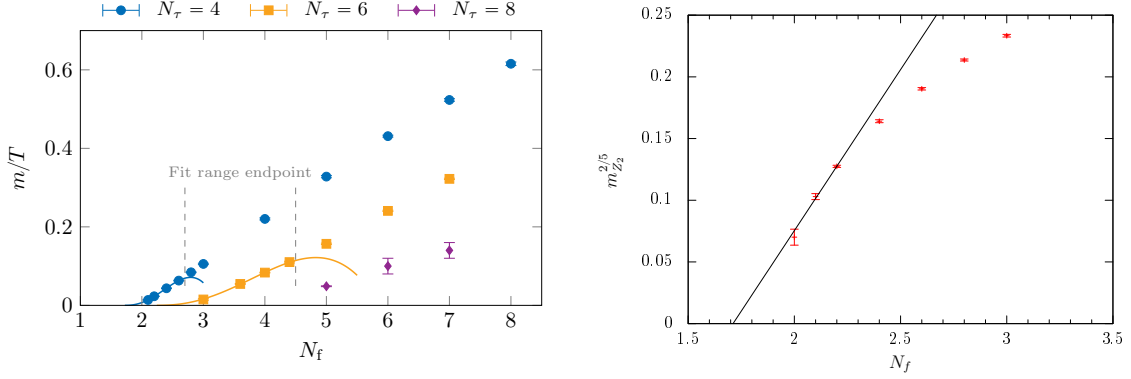 N_τ = 4 N_τ = 6 N_τ = 8
m/T
0.6
0.4
0.2
0
Fit range endpoint
1 2 3 4 5 6 7 8
N_f
m_{Z_2}^{2/5}
0.25
0.2
0.15
0.1
0.05
0
1.5 2 2.5 3 3.5
N_f